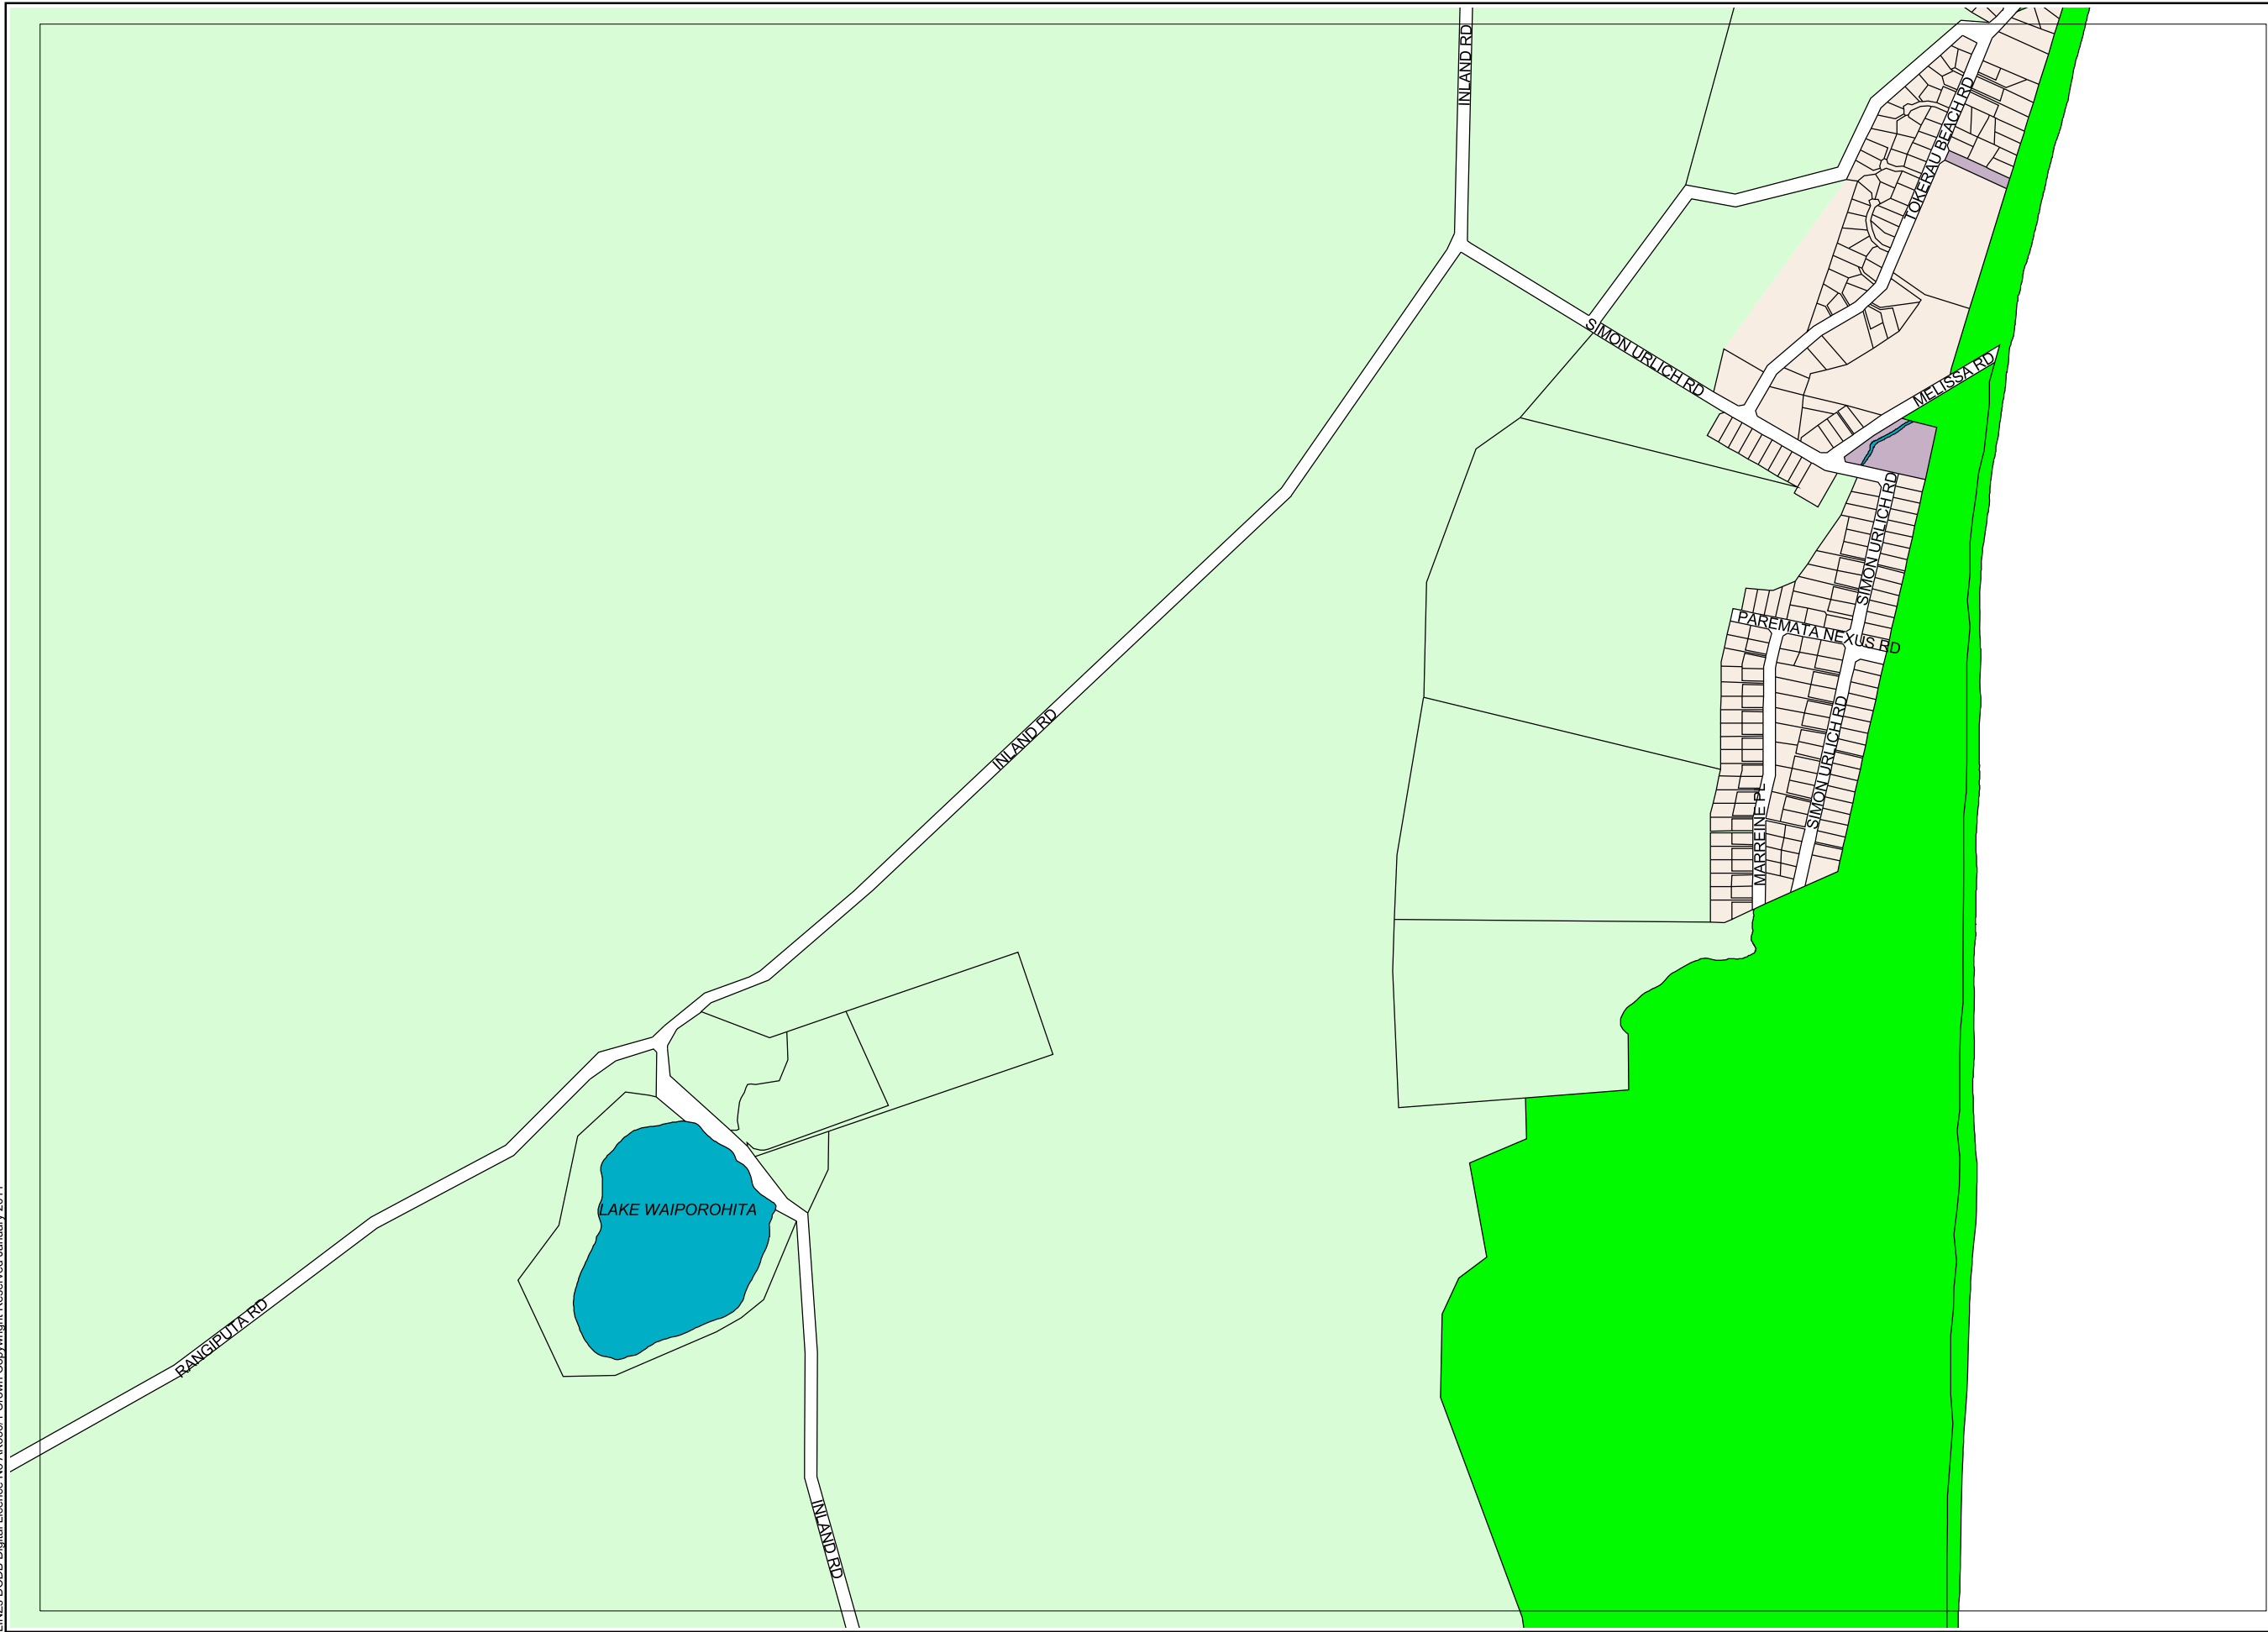 INLAND RD
TOKERAU BEACH RD
SIMON URLICH RD
MELISSA RD
SIMON URLICH RD
PAREMATA NEXUS RD
INLAND RD
SIMON URLICH RD
MARREINE PL
LAKE WAIPOROHITA
RANGIPUTA RD
INLAND RD